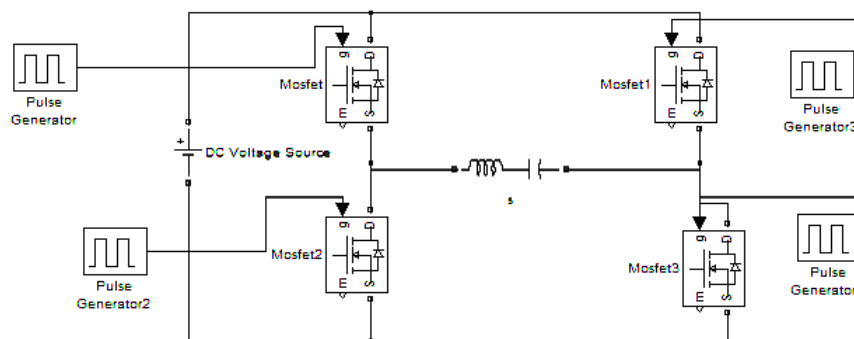 g
D
Mosfet
E
S
Pulse
Generator
+
DC Voltage Source
g
D
Mosfet1
E
S
Pulse
Generator3
s
g
D
Mosfet2
E
S
Pulse
Generator2
g
D
Mosfet3
E
S
Pulse
Generator